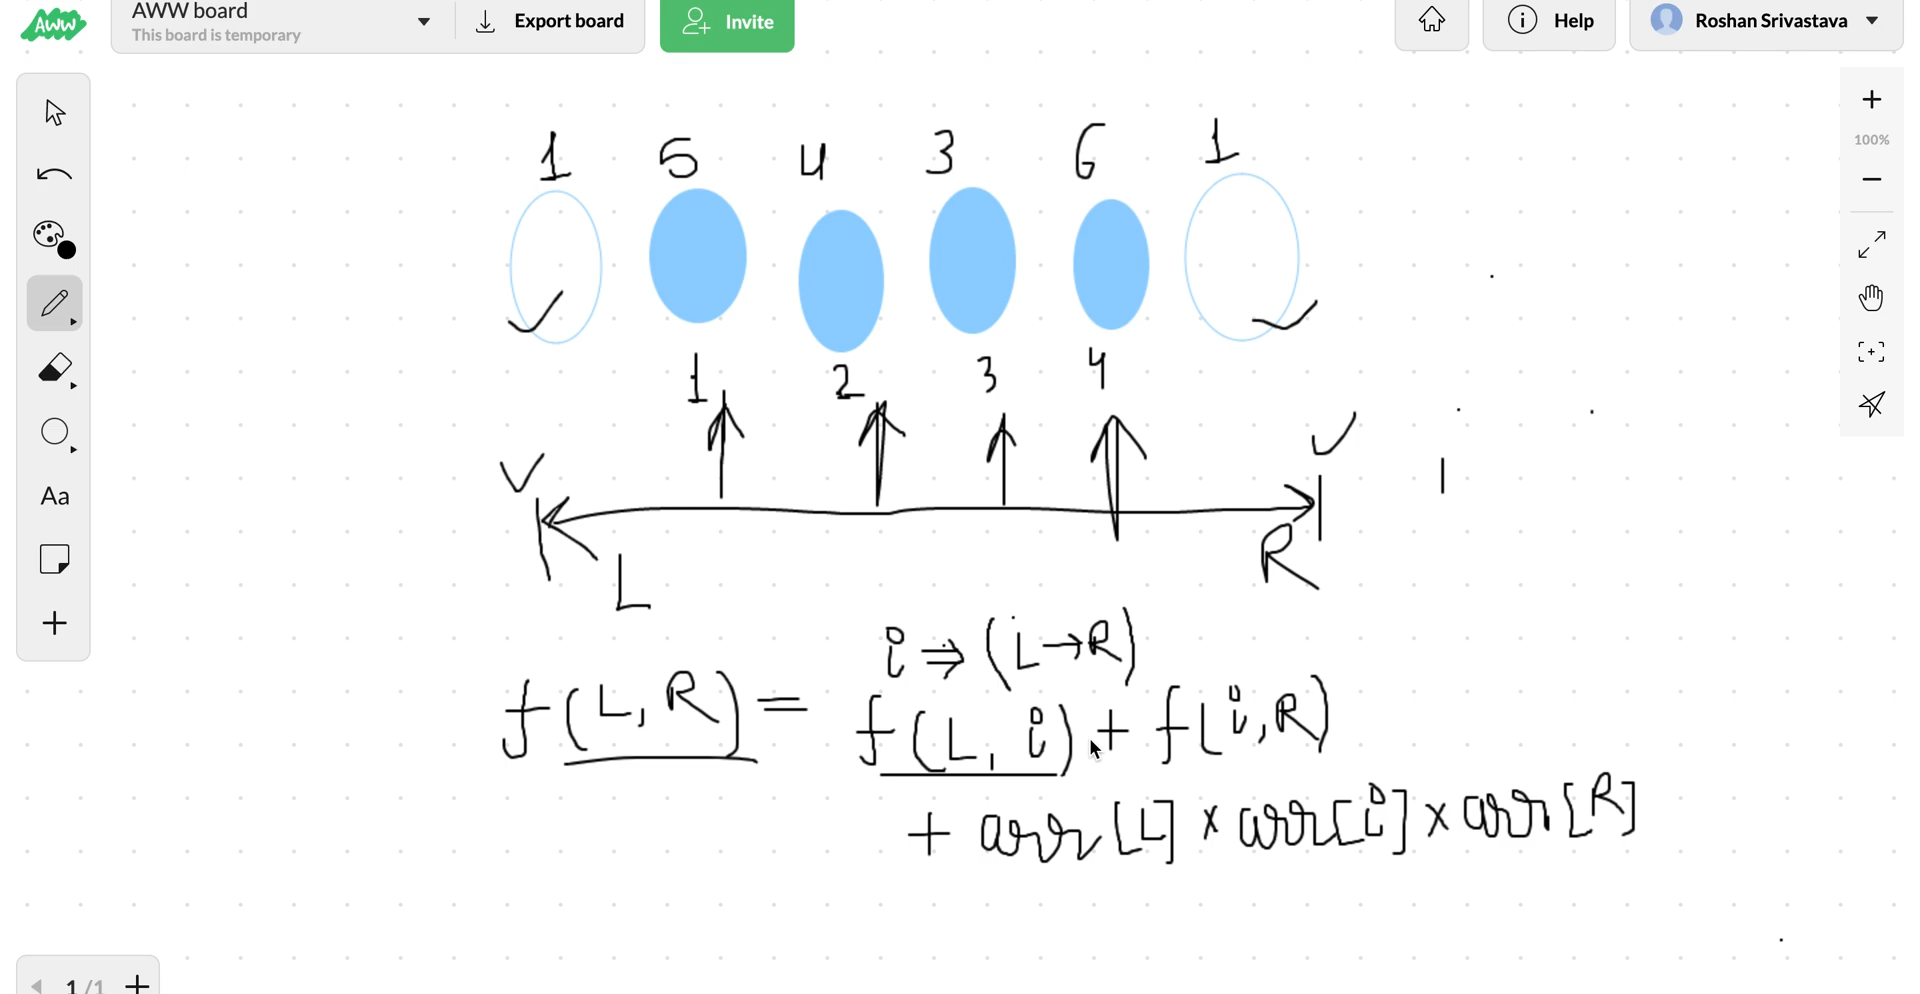 AWW
AWW board
This board is temporary
Export board
Invite
Help
Roshan Srivastava
100%
Aa
1 5 4 3 6 1
1 2 3 4
L R
i ⇒ (L→R)
f(L, R) = f(L, i) + f(i, R)
+ arr[L] × arr[i] × arr[R]
1/1